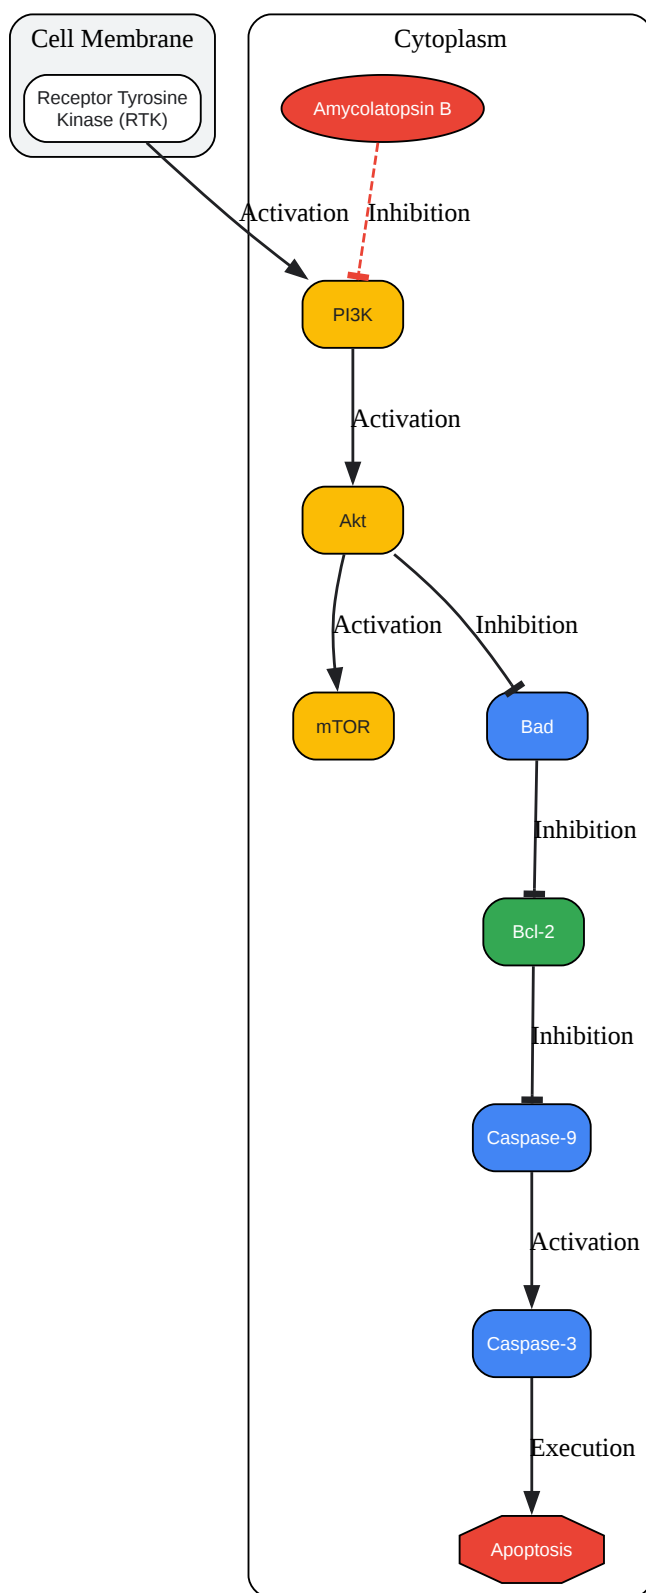 Cell Membrane
Cytoplasm
Receptor Tyrosine
Kinase (RTK)
Amycolatopsin B
Activation
Inhibition
PI3K
Activation
Akt
Activation
Inhibition
mTOR
Bad
Inhibition
Bcl-2
Inhibition
Caspase-9
Activation
Caspase-3
Execution
Apoptosis